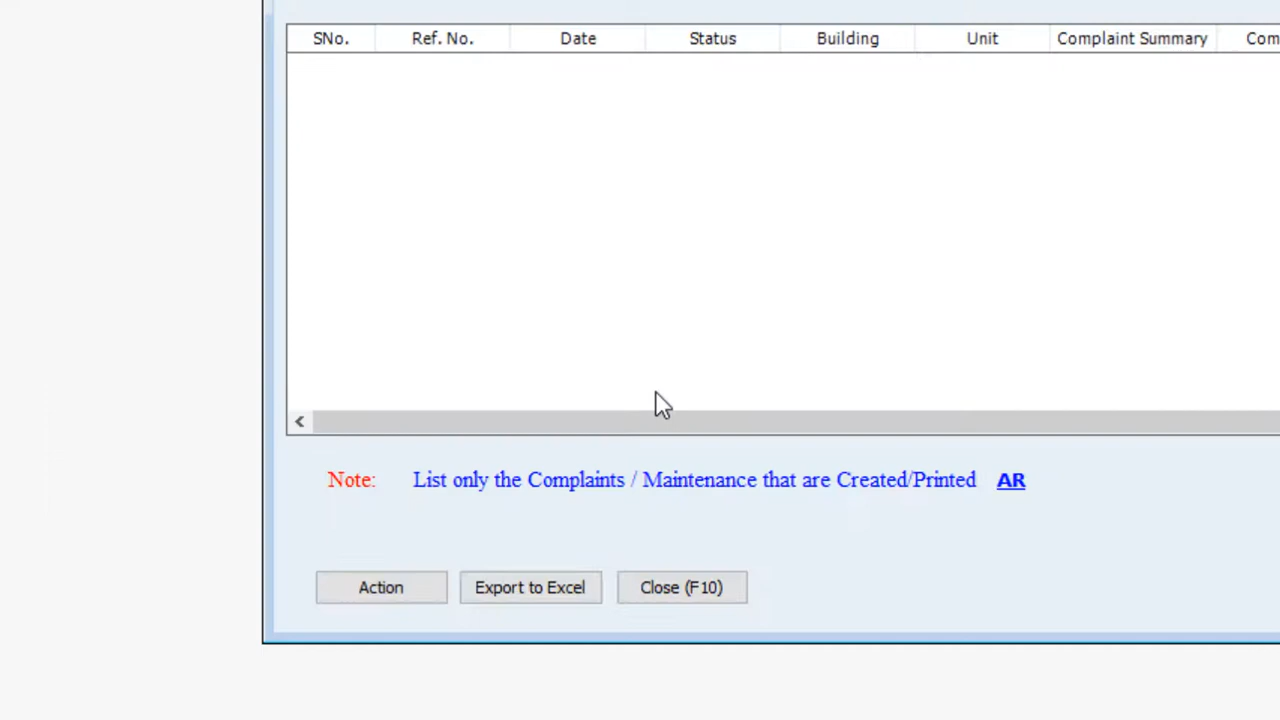 SNo. Ref. No. Date Status Building Unit Complaint Summary Com
Note: List only the Complaints / Maintenance that are Created/Printed AR
Action Export to Excel Close (F10)